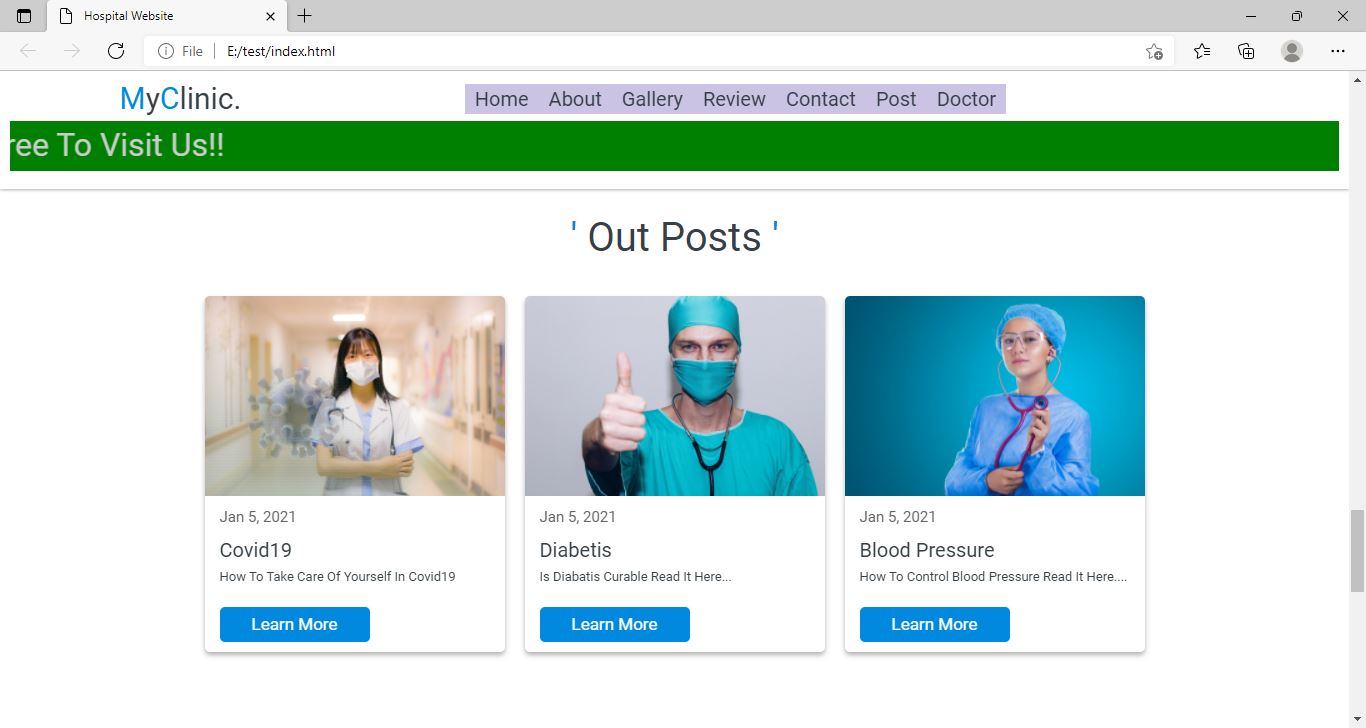 Hospital Website
File
E:/test/index.html
MyClinic.
Home About Gallery Review Contact Post Doctor
ree To Visit Us!!
' Out Posts '
Jan 5, 2021
Covid19
How To Take Care Of Yourself In Covid19
Learn More
Jan 5, 2021
Diabetis
Is Diabatis Curable Read It Here...
Learn More
Jan 5, 2021
Blood Pressure
How To Control Blood Pressure Read It Here....
Learn More